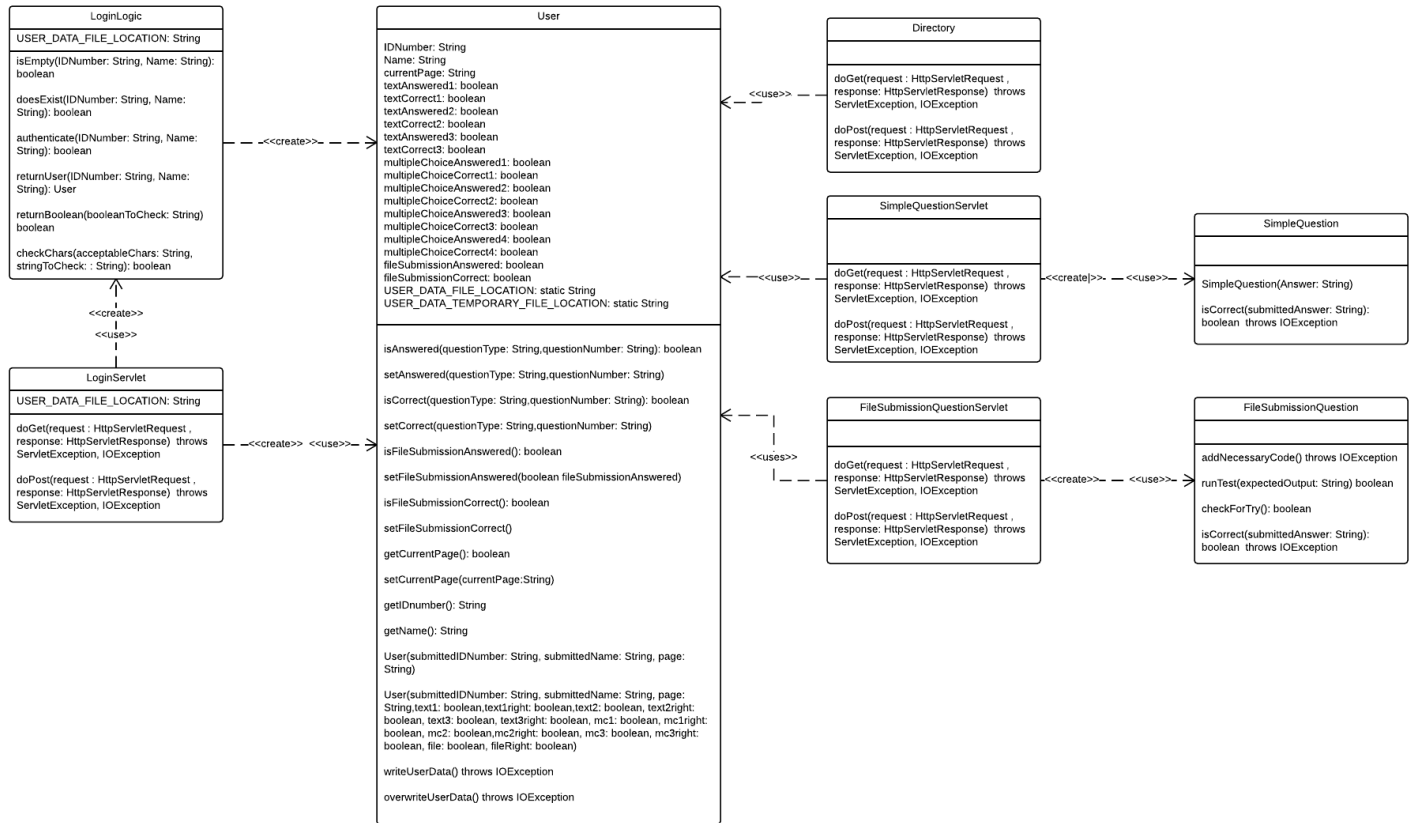 LoginLogic
USER_DATA_FILE_LOCATION: String
isEmpty(IDNumber: String, Name: String):
boolean
doesExist(IDNumber: String, Name:
String): boolean
authenticate(IDNumber: String, Name:
String): boolean
returnUser(IDNumber: String, Name:
String): User
returnBoolean(booleanToCheck: String)
boolean
checkChars(acceptableChars: String,
stringToCheck: : String): boolean
<<create>>
<<create>>
<<use>>
LoginServlet
USER_DATA_FILE_LOCATION: String
doGet(request : HttpServletRequest ,
response: HttpServletResponse)  throws
ServletException, IOException
doPost(request : HttpServletRequest ,
response: HttpServletResponse)  throws
ServletException, IOException
<<create>>  <<use>>
User
IDNumber: String
Name: String
currentPage: String
textAnswered1: boolean
textCorrect1: boolean
textAnswered2: boolean
textCorrect2: boolean
textAnswered3: boolean
textCorrect3: boolean
multipleChoiceAnswered1: boolean
multipleChoiceCorrect1: boolean
multipleChoiceAnswered2: boolean
multipleChoiceCorrect2: boolean
multipleChoiceAnswered3: boolean
multipleChoiceCorrect3: boolean
multipleChoiceAnswered4: boolean
multipleChoiceCorrect4: boolean
fileSubmissionAnswered: boolean
fileSubmissionCorrect: boolean
USER_DATA_FILE_LOCATION: static String
USER_DATA_TEMPORARY_FILE_LOCATION: static String
isAnswered(questionType: String,questionNumber: String): boolean
setAnswered(questionType: String,questionNumber: String)
isCorrect(questionType: String,questionNumber: String): boolean
setCorrect(questionType: String,questionNumber: String)
isFileSubmissionAnswered(): boolean
setFileSubmissionAnswered(boolean fileSubmissionAnswered)
isFileSubmissionCorrect(): boolean
setFileSubmissionCorrect()
getCurrentPage(): boolean
setCurrentPage(currentPage:String)
getIDnumber(): String
getName(): String
User(submittedIDNumber: String, submittedName: String, page:
String)
User(submittedIDNumber: String, submittedName: String, page:
String,text1: boolean,text1right: boolean,text2: boolean, text2right:
boolean, text3: boolean, text3right: boolean, mc1: boolean, mc1right:
boolean, mc2: boolean,mc2right: boolean, mc3: boolean, mc3right:
boolean, file: boolean, fileRight: boolean)
writeUserData() throws IOException
overwriteUserData() throws IOException
<<use>>
Directory
doGet(request : HttpServletRequest ,
response: HttpServletResponse)  throws
ServletException, IOException
doPost(request : HttpServletRequest ,
response: HttpServletResponse)  throws
ServletException, IOException
<<use>>
SimpleQuestionServlet
doGet(request : HttpServletRequest ,
response: HttpServletResponse)  throws
ServletException, IOException
doPost(request : HttpServletRequest ,
response: HttpServletResponse)  throws
ServletException, IOException
<<create|>>  <<use>>
SimpleQuestion
SimpleQuestion(Answer: String)
isCorrect(submittedAnswer: String):
boolean  throws IOException
<<uses>>
FileSubmissionQuestionServlet
doGet(request : HttpServletRequest ,
response: HttpServletResponse)  throws
ServletException, IOException
doPost(request : HttpServletRequest ,
response: HttpServletResponse)  throws
ServletException, IOException
<<create>>  <<use>>
FileSubmissionQuestion
addNecessaryCode() throws IOException
runTest(expectedOutput: String) boolean
checkForTry(): boolean
isCorrect(submittedAnswer: String):
boolean  throws IOException